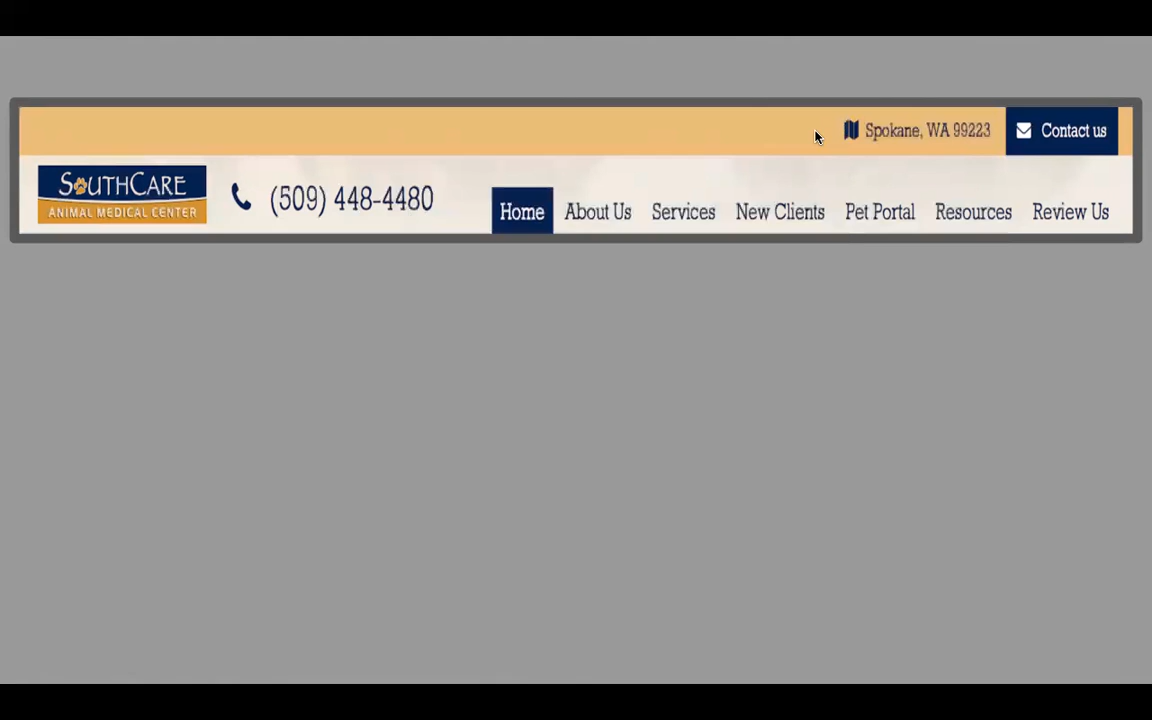 Spokane, WA 99223
Contact us
SOUTHCARE
ANIMAL MEDICAL CENTER
(509) 448-4480
Home About Us Services New Clients Pet Portal Resources Review Us